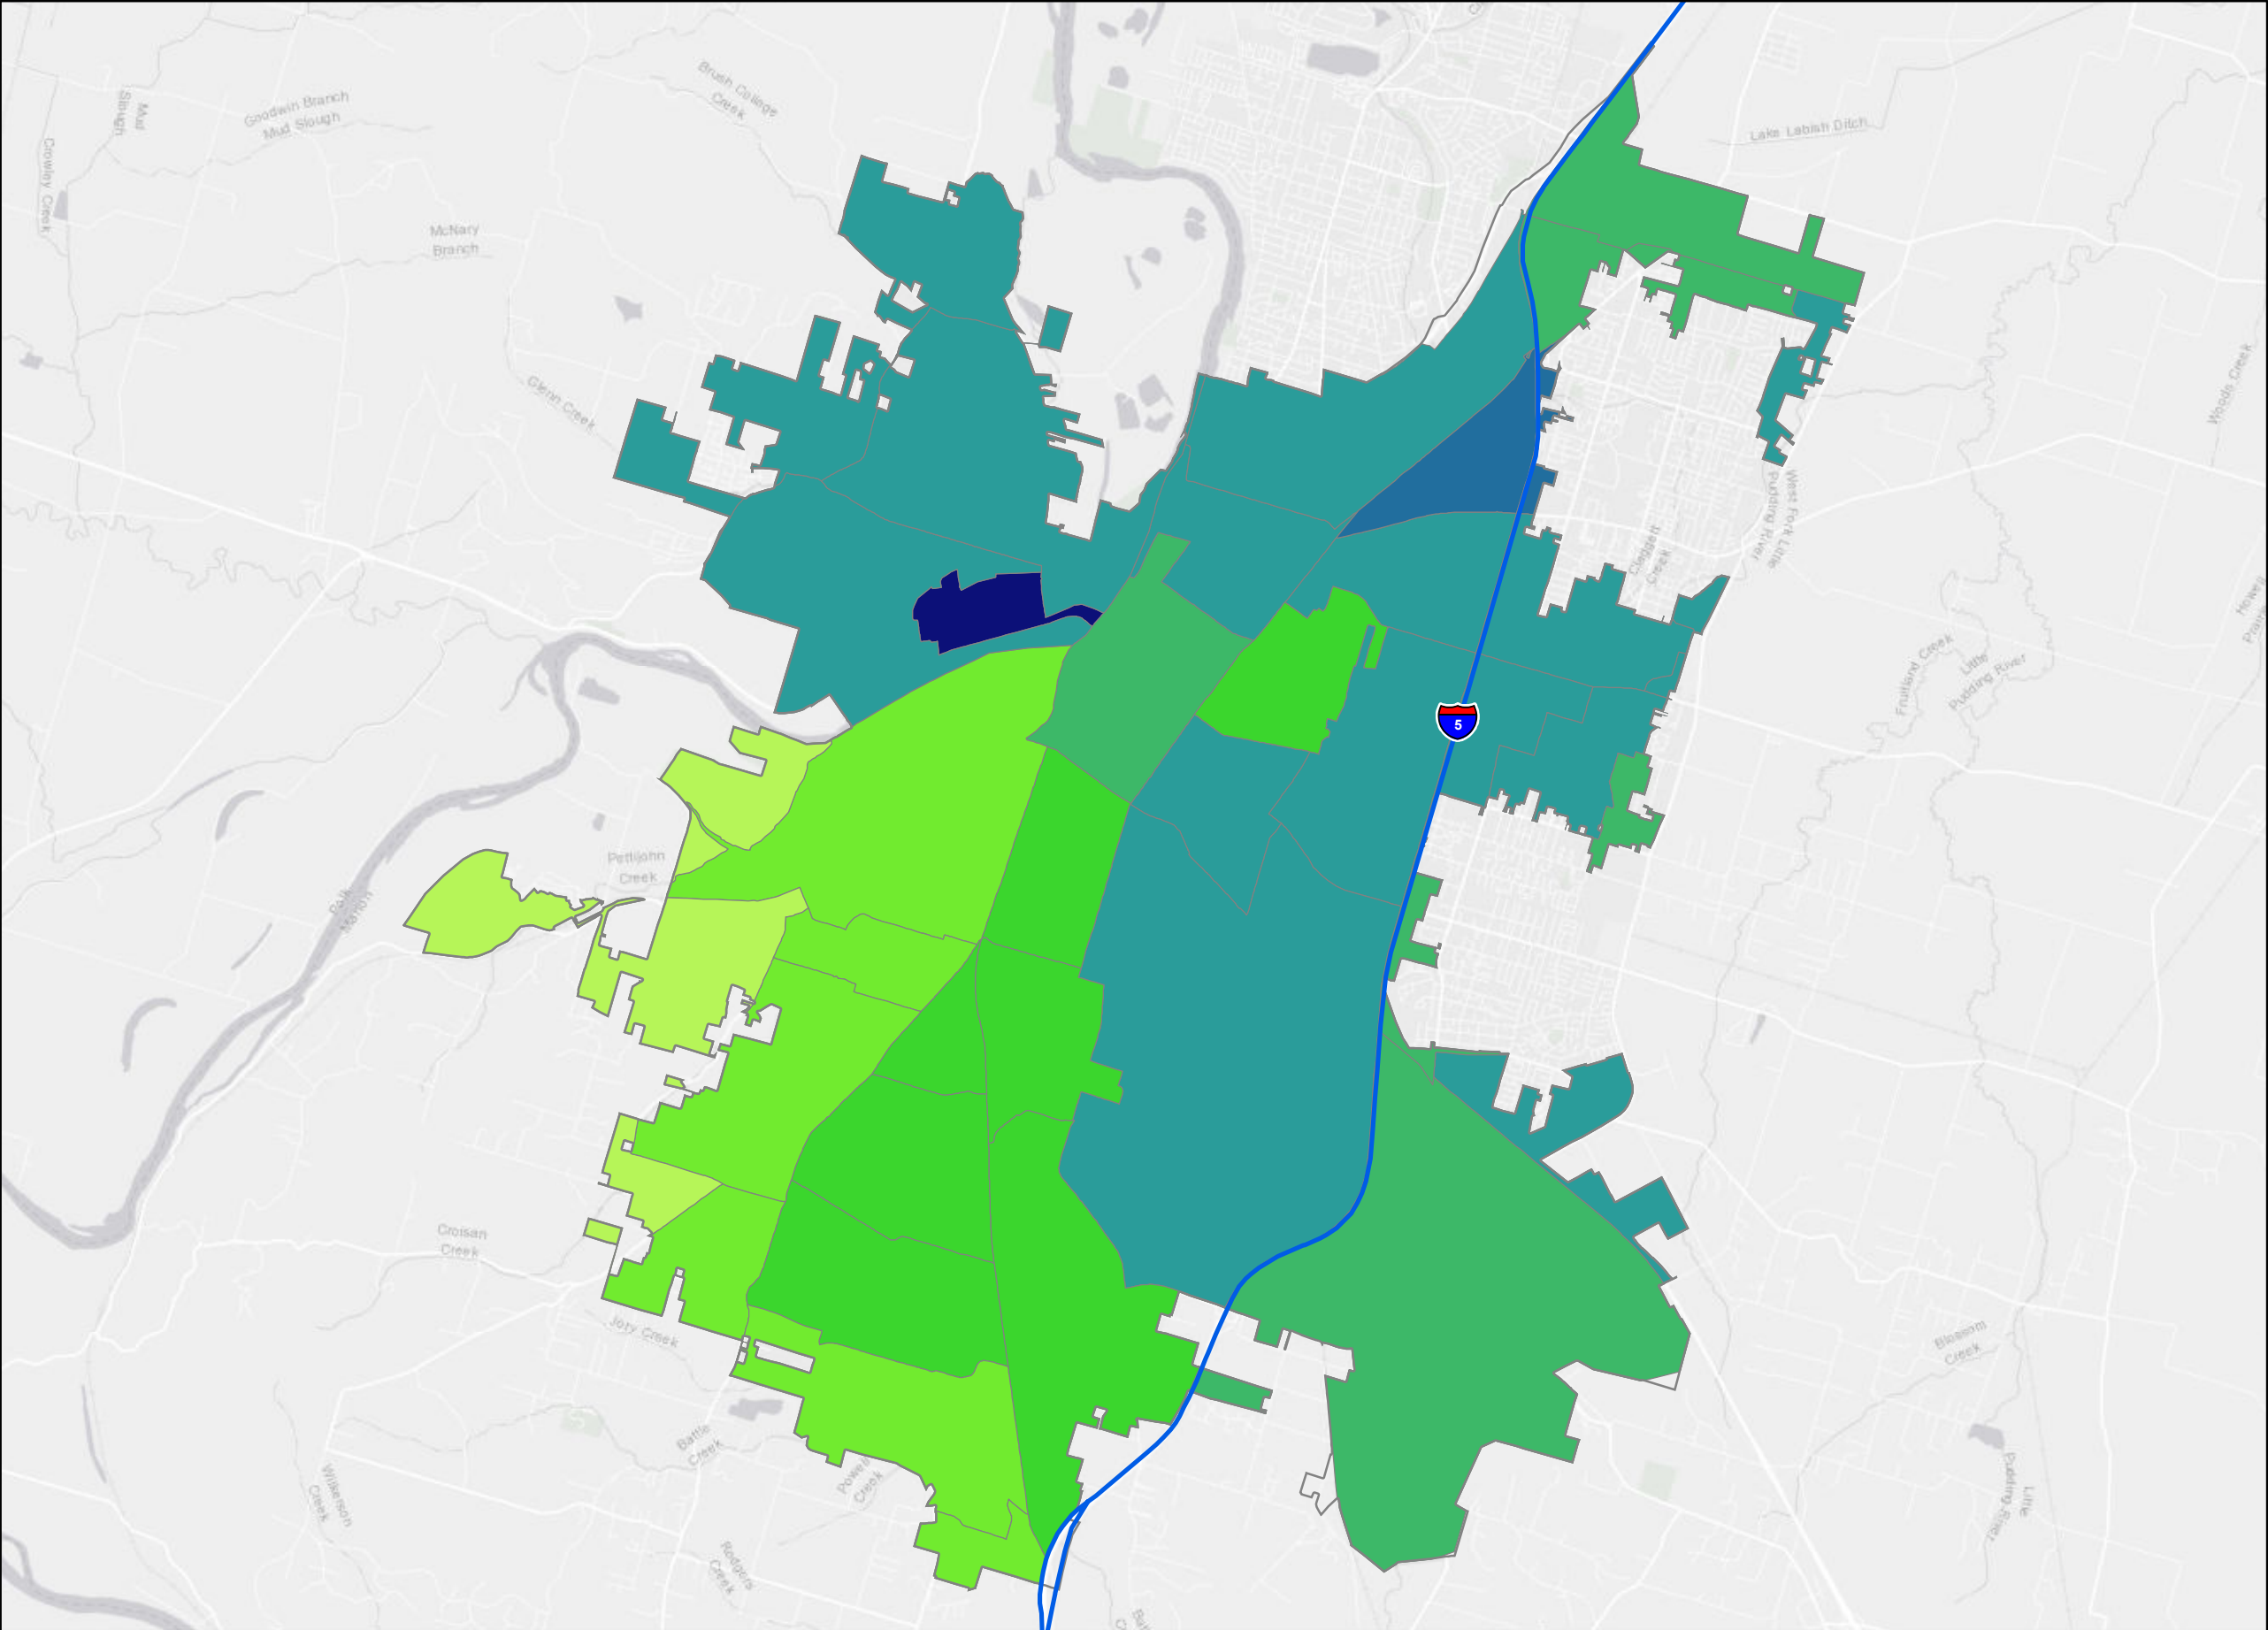 Brush College
Creek
Mud
Slough
Goodwin Branch
Mud Slough
Lake Labish Ditch
Crowley Creek
McNary
Branch
Glenn Creek
Woods Creek
West Fork Little
Pudding River
Claggett
Creek
Fruitland Creek
Little
Pudding River
5
Pettijohn
Creek
Polk
Marion
Croisan
Creek
Jory Creek
Blossom
Creek
Battle
Creek
Powell
Creek
Wilkerson
Creek
Rodgers
Creek
Little
Pudding River